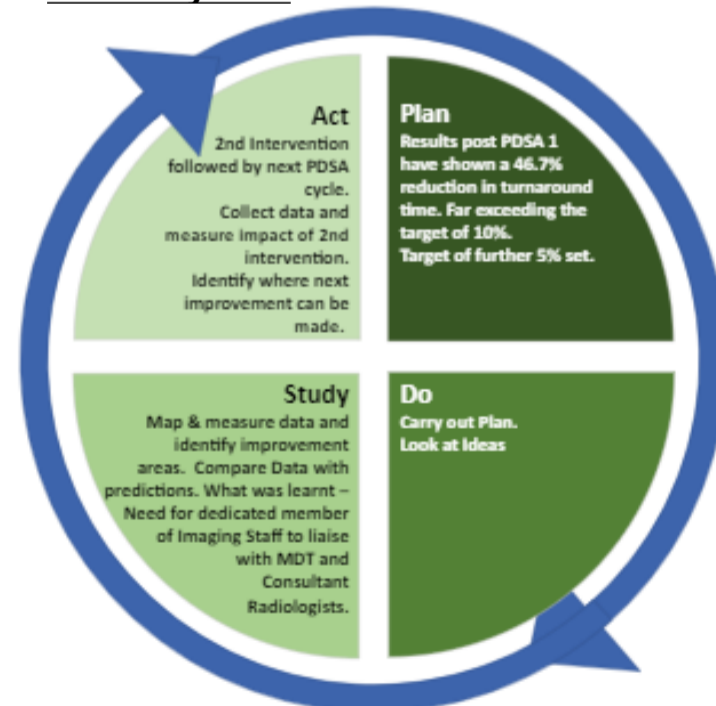 Act
2nd Intervention
followed by next PDSA
cycle.
Collect data and
measure Impact of 2nd
intervention.
Identify where next
improvement can be
made.
Plan
Results post PDSA 1
have shown a 46.7%
reduction in turnaround
time. Far exceeding the
target of 10%.
Target of further 5% set.
Study
Map & measure data and
identify improvement
areas. Compare Data with
predictions. What was learnt –
Need for dedicated member
of Imaging Staff to liaise
with MDT and
Consultant
Radiologists.
Do
Carry out Plan.
Look at Ideas